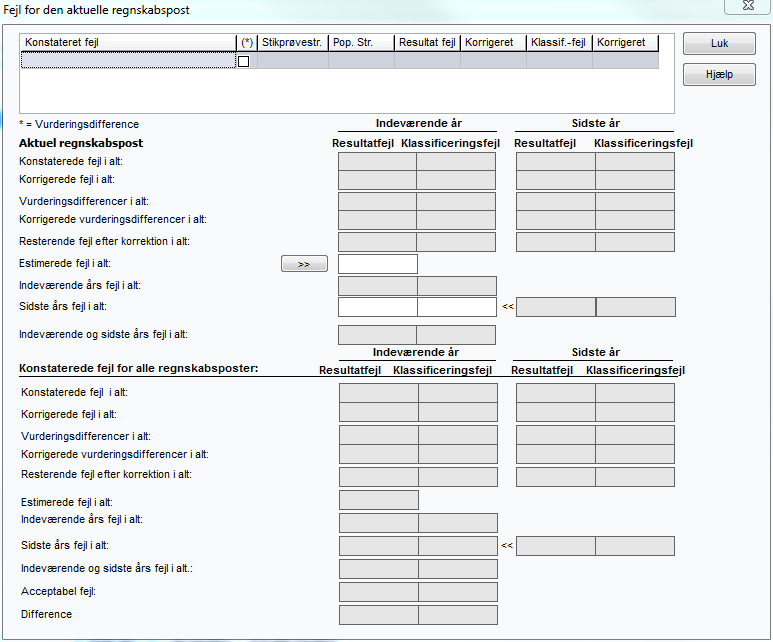 Fejl for den aktuelle regnskabspost
Konstateret fejl (*) Stikprøvestr. Pop. Str. Resultat fejl Korrigeret Klassif.-fejl Korrigeret
Luk
Hjælp
* = Vurderingsdifference
Indeværende år Sidste år
Aktuel regnskabspost Resultatfejl Klassificeringsfejl Resultatfejl Klassificeringsfejl
Konstaterede fejl i alt:
Korrigerede fejl i alt:
Vurderingsdifferencer i alt:
Korrigerede vurderingsdifferencer i alt:
Resterende fejl efter korrektion i alt:
Estimerede fejl i alt: >>
Indeværende års fejl i alt:
Sidste års fejl i alt: <<
Indeværende og sidste års fejl i alt:
Indeværende år Sidste år
Konstaterede fejl for alle regnskabsposter: Resultatfejl Klassificeringsfejl Resultatfejl Klassificeringsfejl
Konstaterede fejl i alt:
Korrigerede fejl i alt:
Vurderingsdifferencer i alt:
Korrigerede vurderingsdifferencer i alt:
Resterende fejl efter korrektion i alt:
Estimerede fejl i alt:
Indeværende års fejl i alt:
Sidste års fejl i alt: <<
Indeværende og sidste års fejl i alt.:
Acceptabel fejl:
Difference